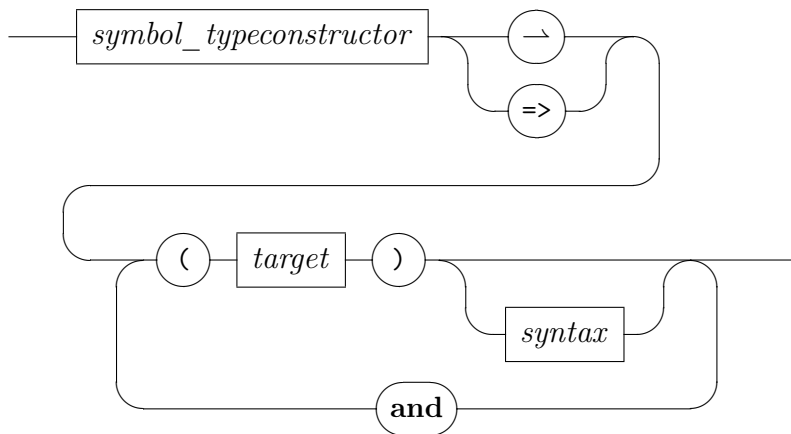 symbol_typeconstructor ⇀
=>
( target )
syntax
and